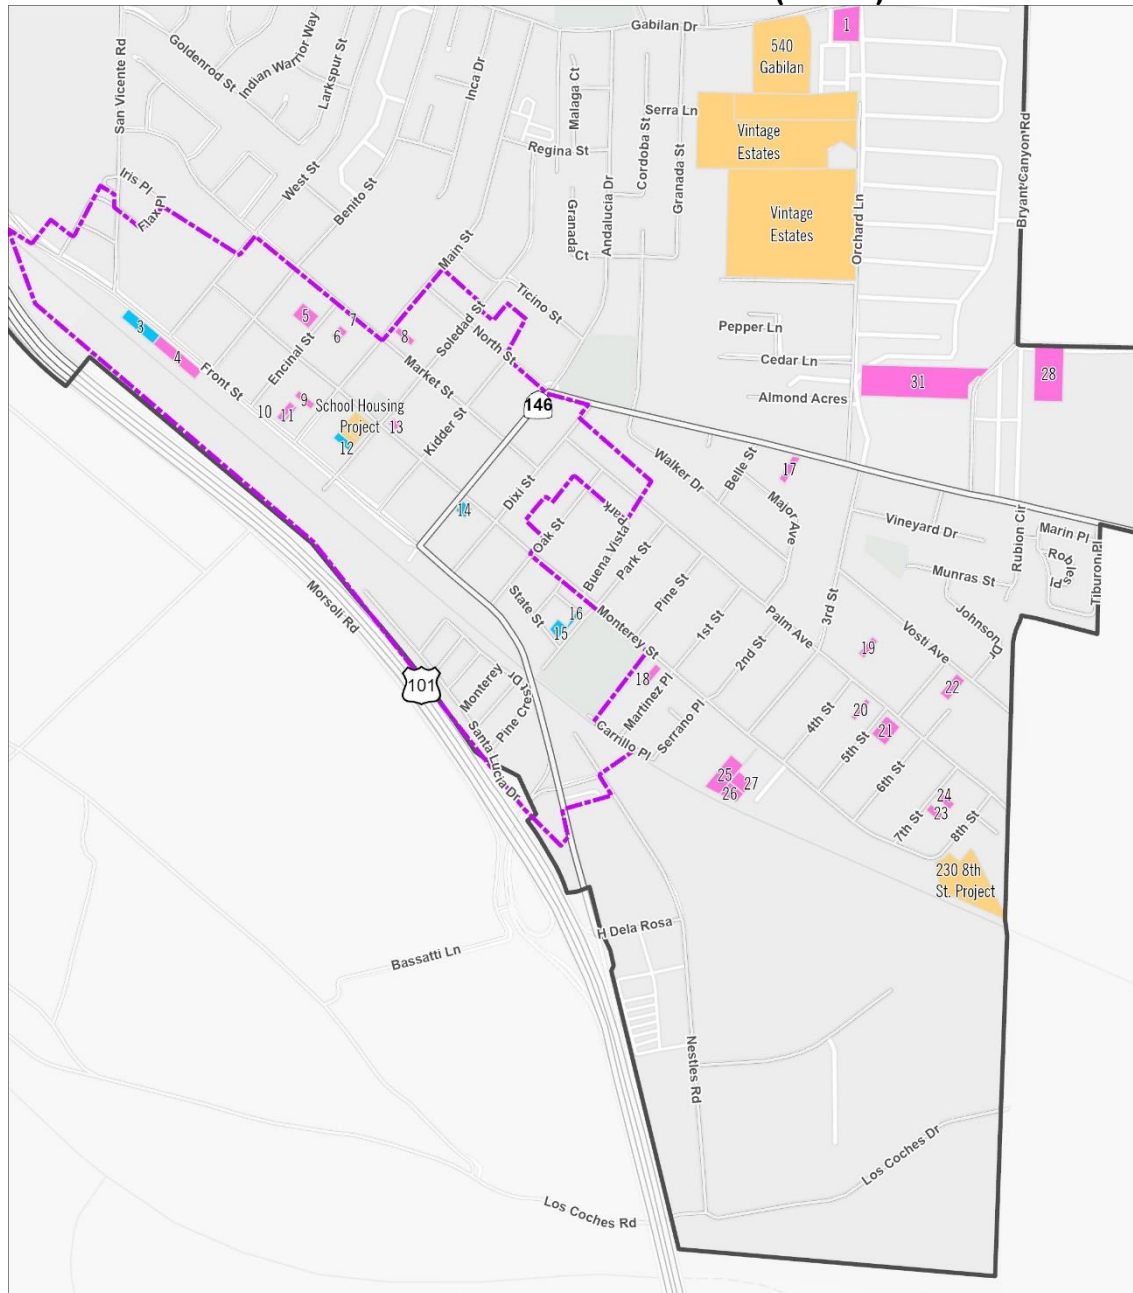 Gabilan Dr
1
540
Gabilan
Goldenrod St
Indian Warrior Way
Larkspur St
San Vicente Rd
Inca Dr
Malaga Ct
Serra Ln
Cordoba St
Granada St
Vintage
Estates
Bryant Canyon Rd
Regina St
Iris Pl
Flax Pl
West St
Benito St
Granada
Ct
Andalucia Dr
Vintage
Estates
Orchard Ln
Main St
Ticino St
3
4
5
6
7
8
Soledad St
North St
Pepper Ln
Cedar Ln
Almond Acres
31
28
Front St
Encinal St
Market St
146
9
10
11
School Housing
Project
12
13
Kidder St
Walker Dr
Belle St
17
Major Ave
14
Dixi St
Oak St
Park
Buena Vista
Park St
Vineyard Dr
Rubion Cir
Marin Pl
Robles
Pl
Tiburon Pl
Munras St
Morsoli Rd
State St
16
15
Monterey St
Pine St
1st St
2nd St
Palm Ave
3rd St
Vosti Ave
Johnson Dr
101
Monterey
Pine Crest Dr
Santa Lucia Dr
18
Martinez Pl
Carrillo Pl
Serrano Pl
19
20
21
22
4th St
5th St
6th St
25
26
27
24
23
7th St
8th St
230 8th
St. Project
H Dela Rosa
Bassatti Ln
Nestles Rd
Los Coches Dr
Los Coches Rd